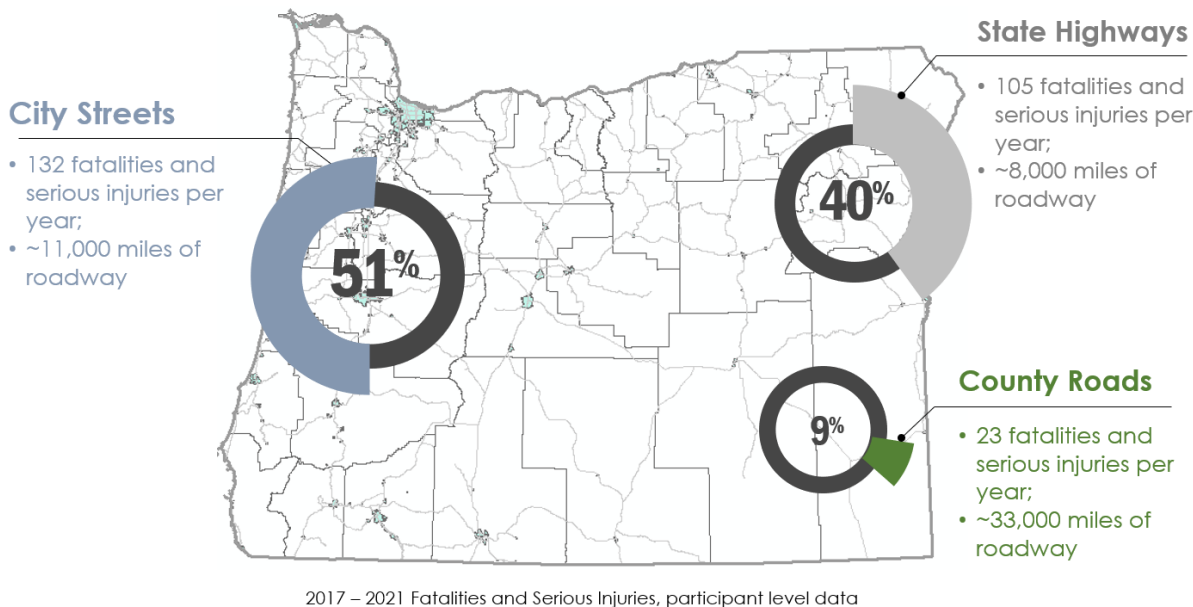 State Highways
• 105 fatalities and
serious injuries per
year;
• ~8,000 miles of
roadway
40%
City Streets
• 132 fatalities and
serious injuries per
year;
• ~11,000 miles of
roadway
51%
County Roads
• 23 fatalities and
serious injuries per
year;
• ~33,000 miles of
roadway
9%
2017 – 2021 Fatalities and Serious Injuries, participant level data